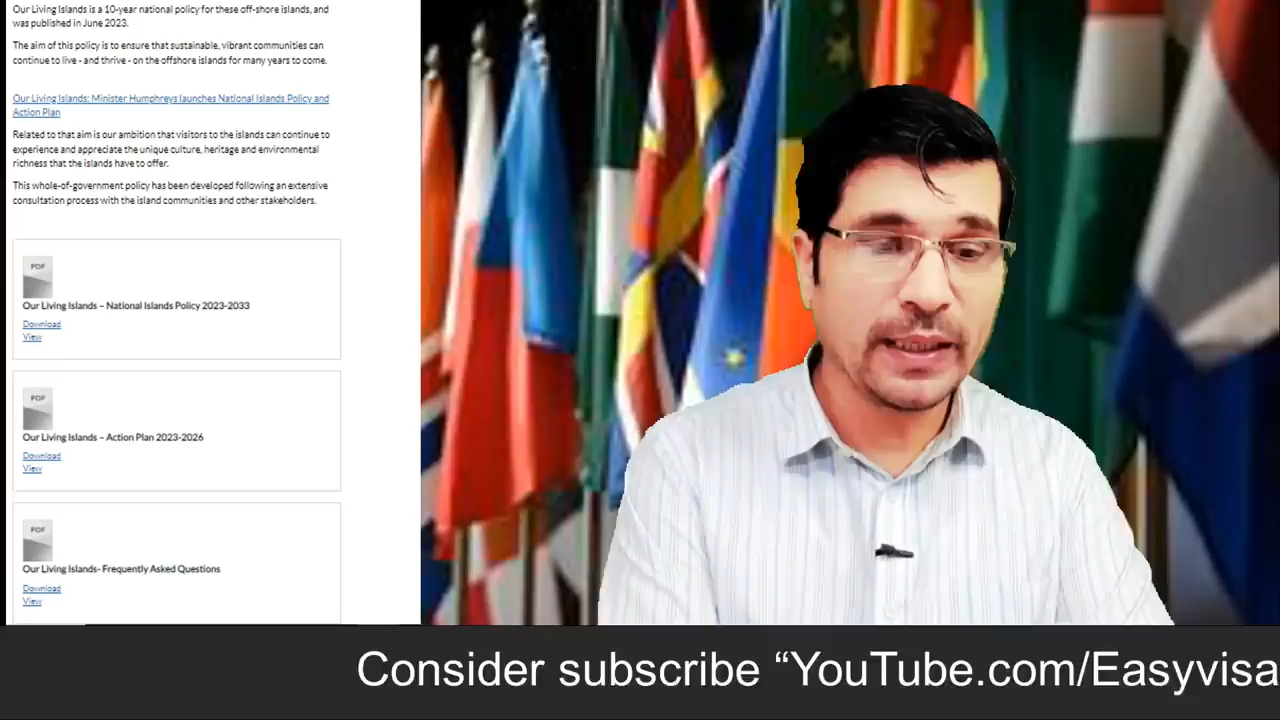 Our Living Islands is a 10-year national policy for these off-shore islands, and
was published in June 2023.
The aim of this policy is to ensure that sustainable, vibrant communities can
continue to live - and thrive - on the offshore islands for many years to come.
Our Living Islands: Minister Humphreys launches National Islands Policy and
Action Plan
Related to that aim is our ambition that visitors to the islands can continue to
experience and appreciate the unique culture, heritage and environmental
richness that the islands have to offer.
This whole-of-government policy has been developed following an extensive
consultation process with the island communities and other stakeholders.
PDF
Our Living Islands – National Islands Policy 2023-2033
Download
View
PDF
Our Living Islands – Action Plan 2023-2026
Download
View
PDF
Our Living Islands- Frequently Asked Questions
Download
View
Consider subscribe “YouTube.com/Easyvisa